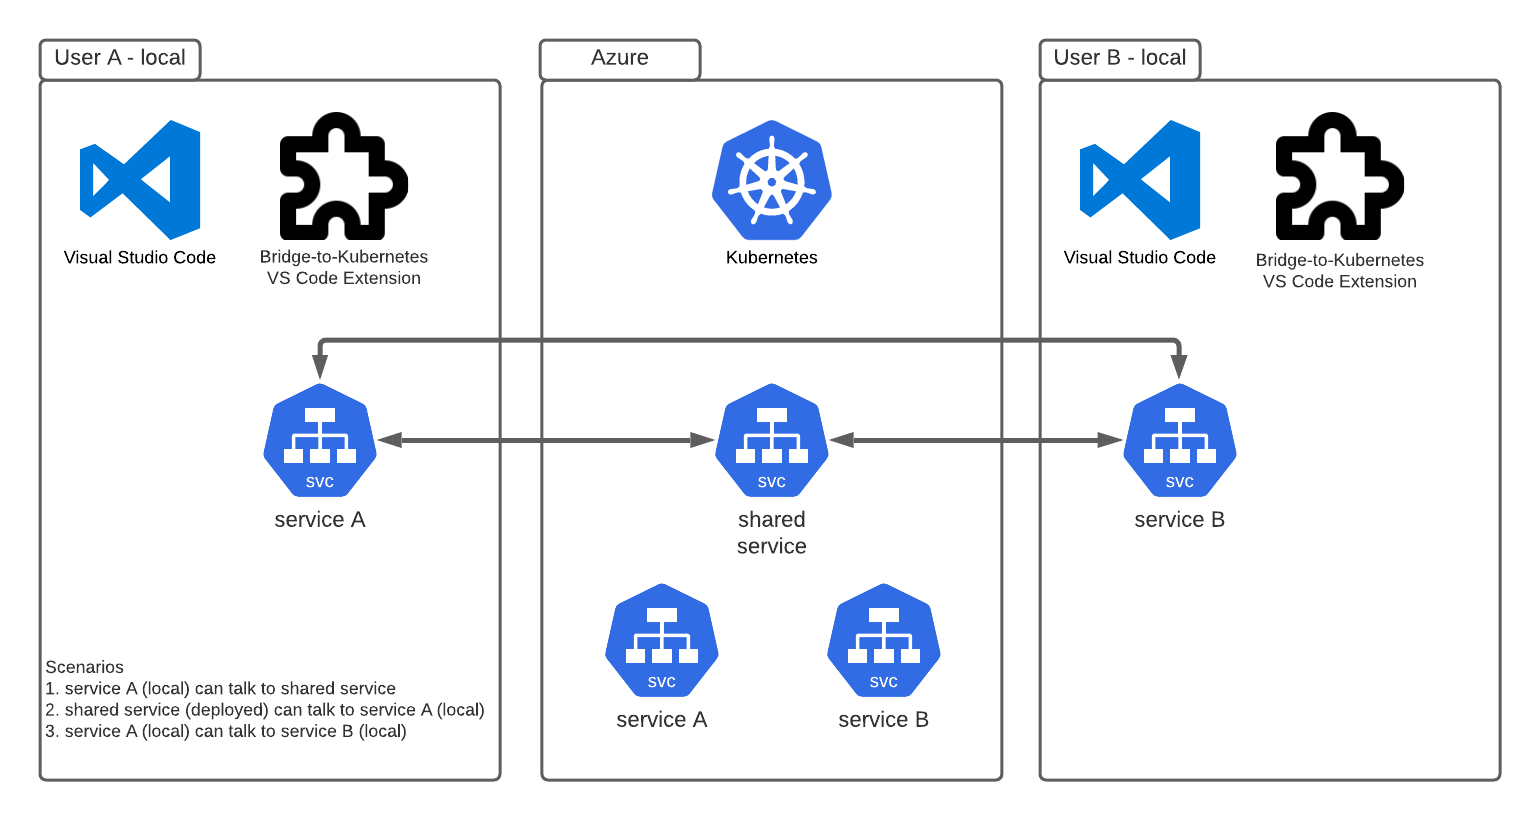 User A - local
Azure
User B - local
Visual Studio Code
Bridge-to-Kubernetes
VS Code Extension
Kubernetes
Visual Studio Code
Bridge-to-Kubernetes
VS Code Extension
svc
service A
svc
shared
service
svc
service B
svc
service A
svc
service B
Scenarios
1. service A (local) can talk to shared service
2. shared service (deployed) can talk to service A (local)
3. service A (local) can talk to service B (local)